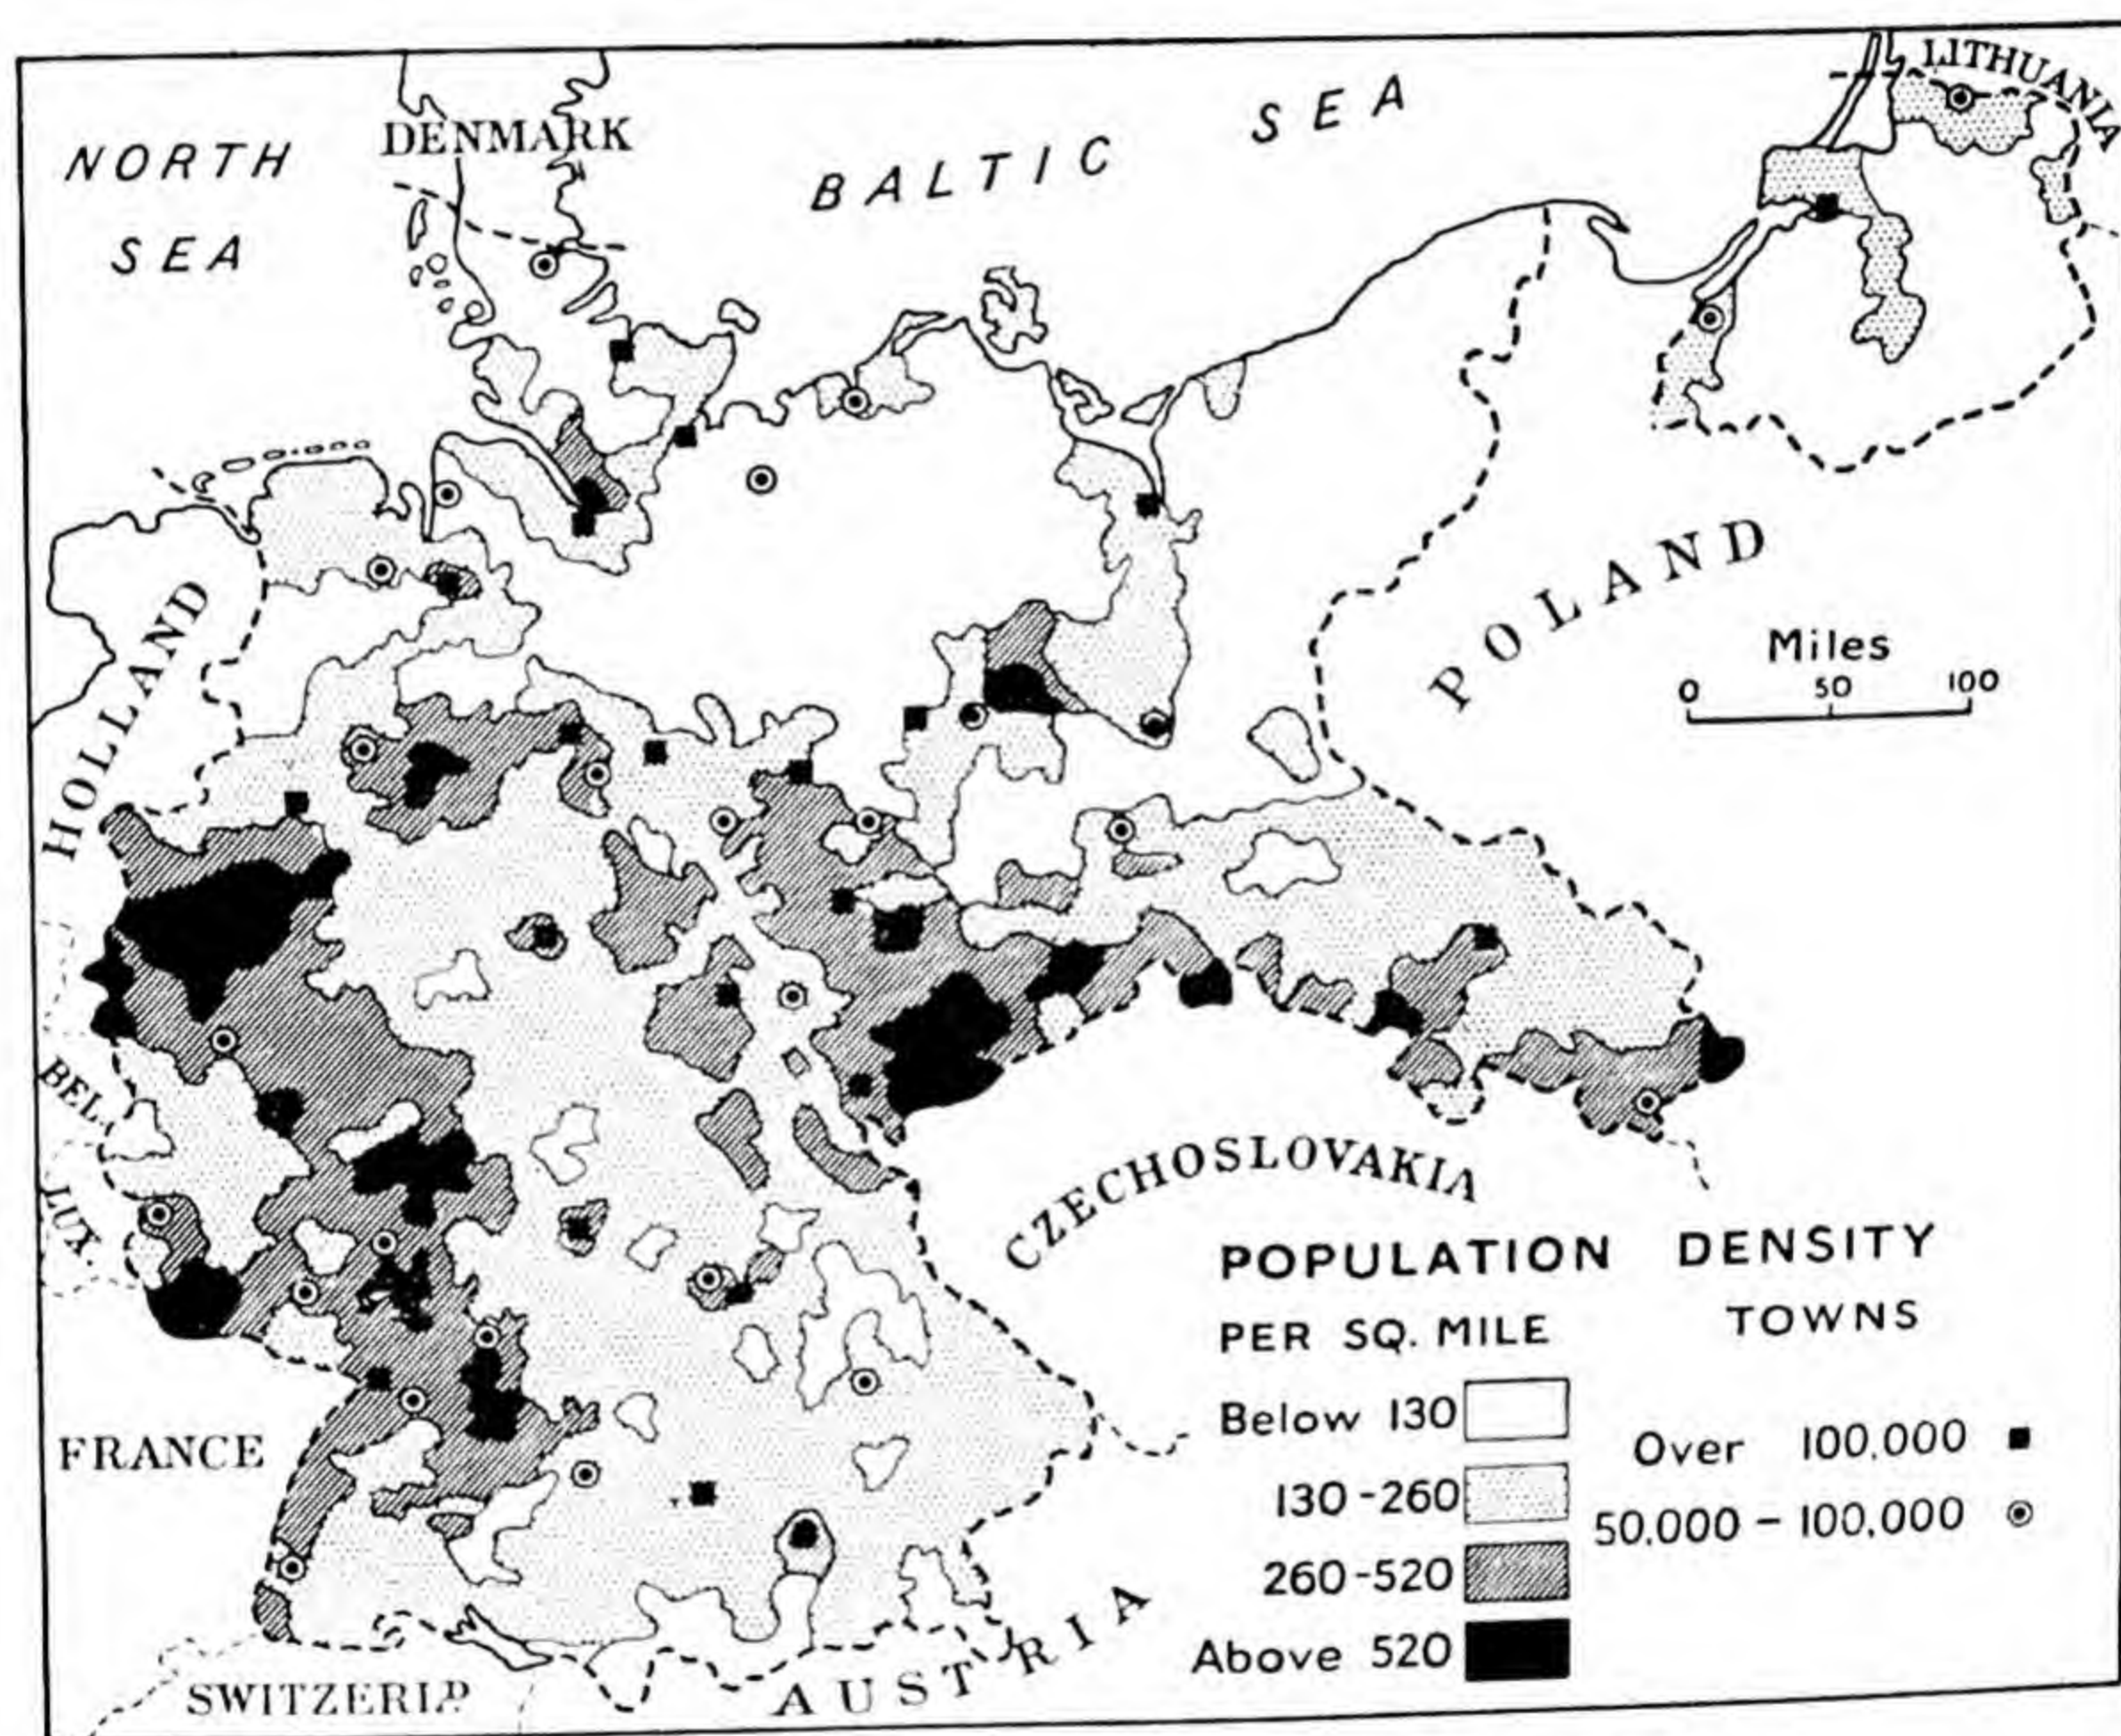 NORTH
SEA
DENMARK
BALTIC SEA
LITHUANIA
HOLLAND
POLAND
Miles
0 50 100
BEL.
LUX.
CZECHOSLOVAKIA
FRANCE
SWITZERLD
AUSTRIA
POPULATION DENSITY
PER SQ. MILE
TOWNS
Below 130
130-260
260-520
Above 520
Over 100,000
50,000 - 100,000